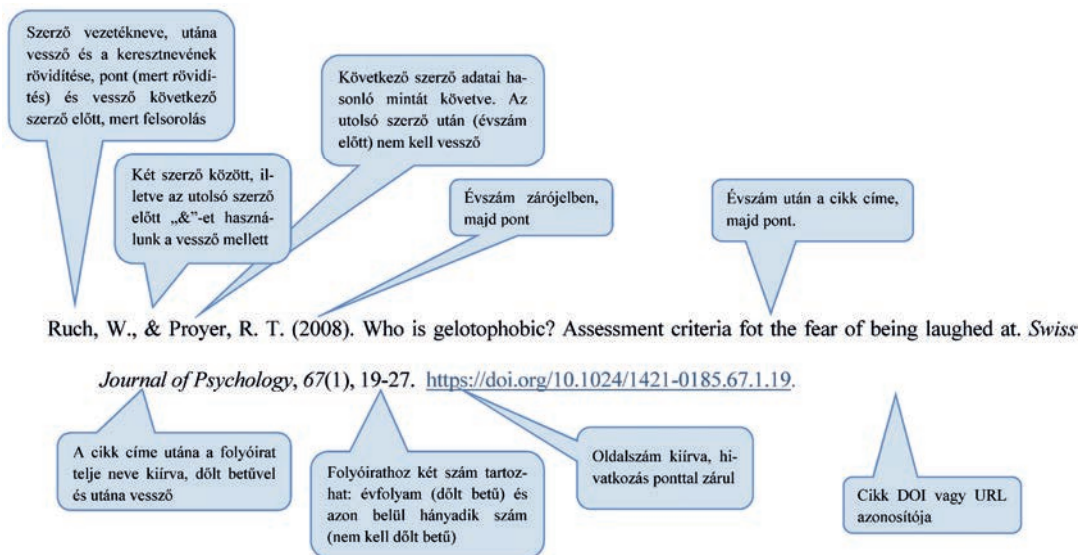 Szerző vezetékneve, utána
vessző és a keresztnevének
rövidítése, pont (mert rövidí-
tés) és vessző következő
szerző előtt, mert felsorolás
Következő szerző adatai ha-
sonló mintát követve. Az
utolsó szerző után (évszám
előtt) nem kell vessző
Két szerző között, il-
letve az utolsó szerző
előtt „&”-et haszná-
lunk a vessző mellett
Évszám zárójelben,
majd pont
Évszám után a cikk címe,
majd pont.
Ruch, W., & Proyer, R. T. (2008). Who is gelotophobic? Assessment criteria fot the fear of being laughed at. Swiss
Journal of Psychology, 67(1), 19-27. https://doi.org/10.1024/1421-0185.67.1.19.
A cikk címe utána a folyóirat
telje neve kiírva, dőlt betűvel
és utána vessző
Folyóirathoz két szám tartoz-
hat: évfolyam (dőlt betű) és
azon belül hányadik szám
(nem kell dőlt betű)
Oldalszám kiírva, hi-
vatkozás ponttal zárul
Cikk DOI vagy URL
azonosítója